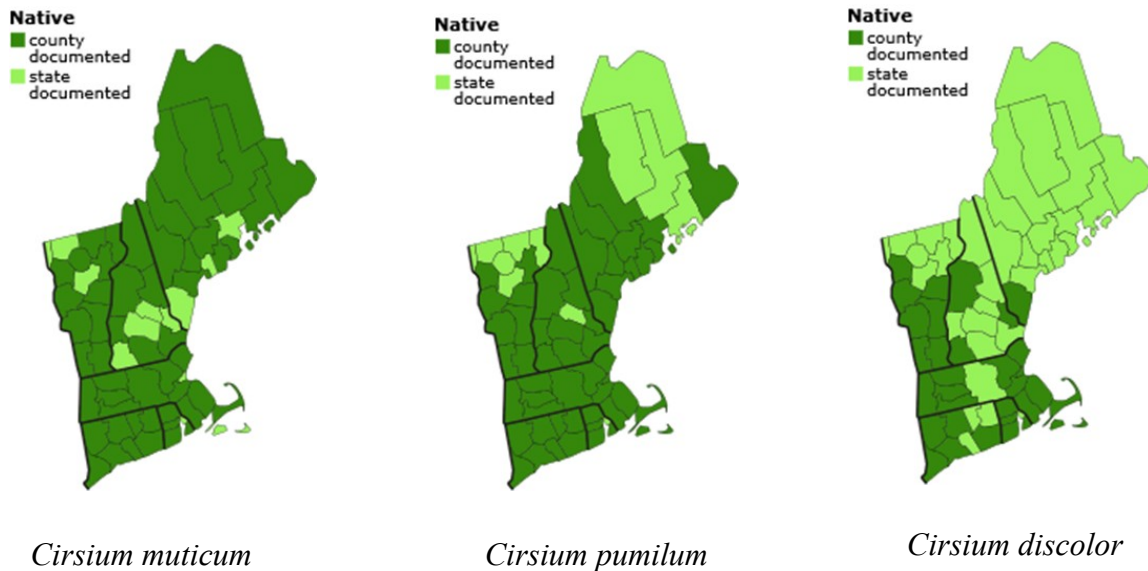 Native
county
documented
state
documented
Native
county
documented
state
documented
Native
county
documented
state
documented
Cirsium muticum
Cirsium pumilum
Cirsium discolor